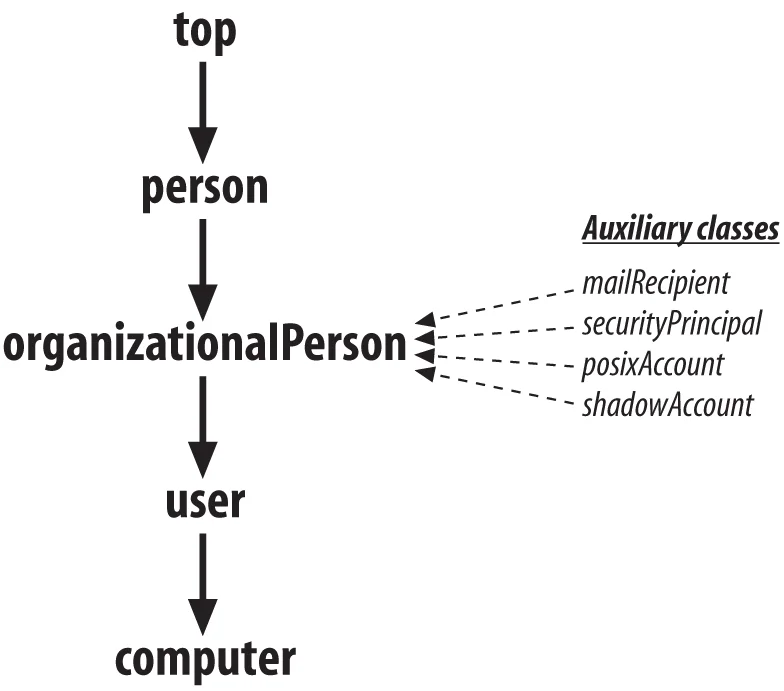 top
person
Auxiliary classes
mailRecipient
securityPrincipal
organizationalPerson
posixAccount
shadowAccount
user
computer